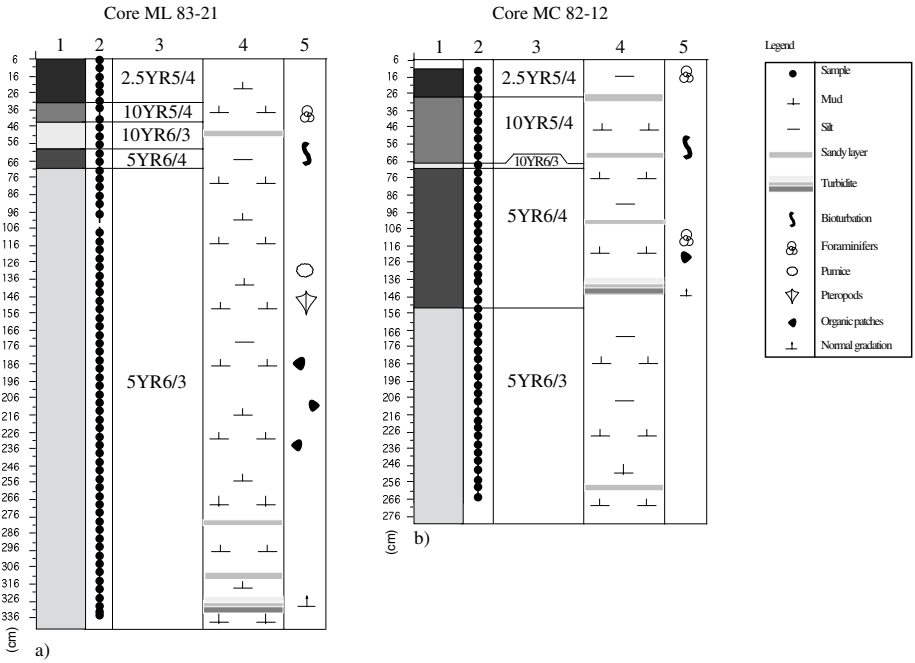 Core ML 83-21
1 2 3 4 5
6
16
26
36
46
56
66
76
86
96
106
116
126
136
146
156
166
176
186
196
206
216
226
236
246
256
266
276
286
296
306
316
326
336
(cm)
2.5YR5/4
10YR5/4
10YR6/3
5YR6/4
5YR6/3
a)
Core MC 82-12
1 2 3 4 5
6
16
26
36
46
56
66
76
86
96
106
116
126
136
146
156
166
176
186
196
206
216
226
236
246
256
266
276
(cm)
2.5YR5/4
10YR5/4
10YR6/3
5YR6/4
5YR6/3
b)
Legend
Sample
Mud
Silt
Sandy layer
Turbidite
Bioturbation
Foraminifers
Pumice
Pteropods
Organic patches
Normal gradation